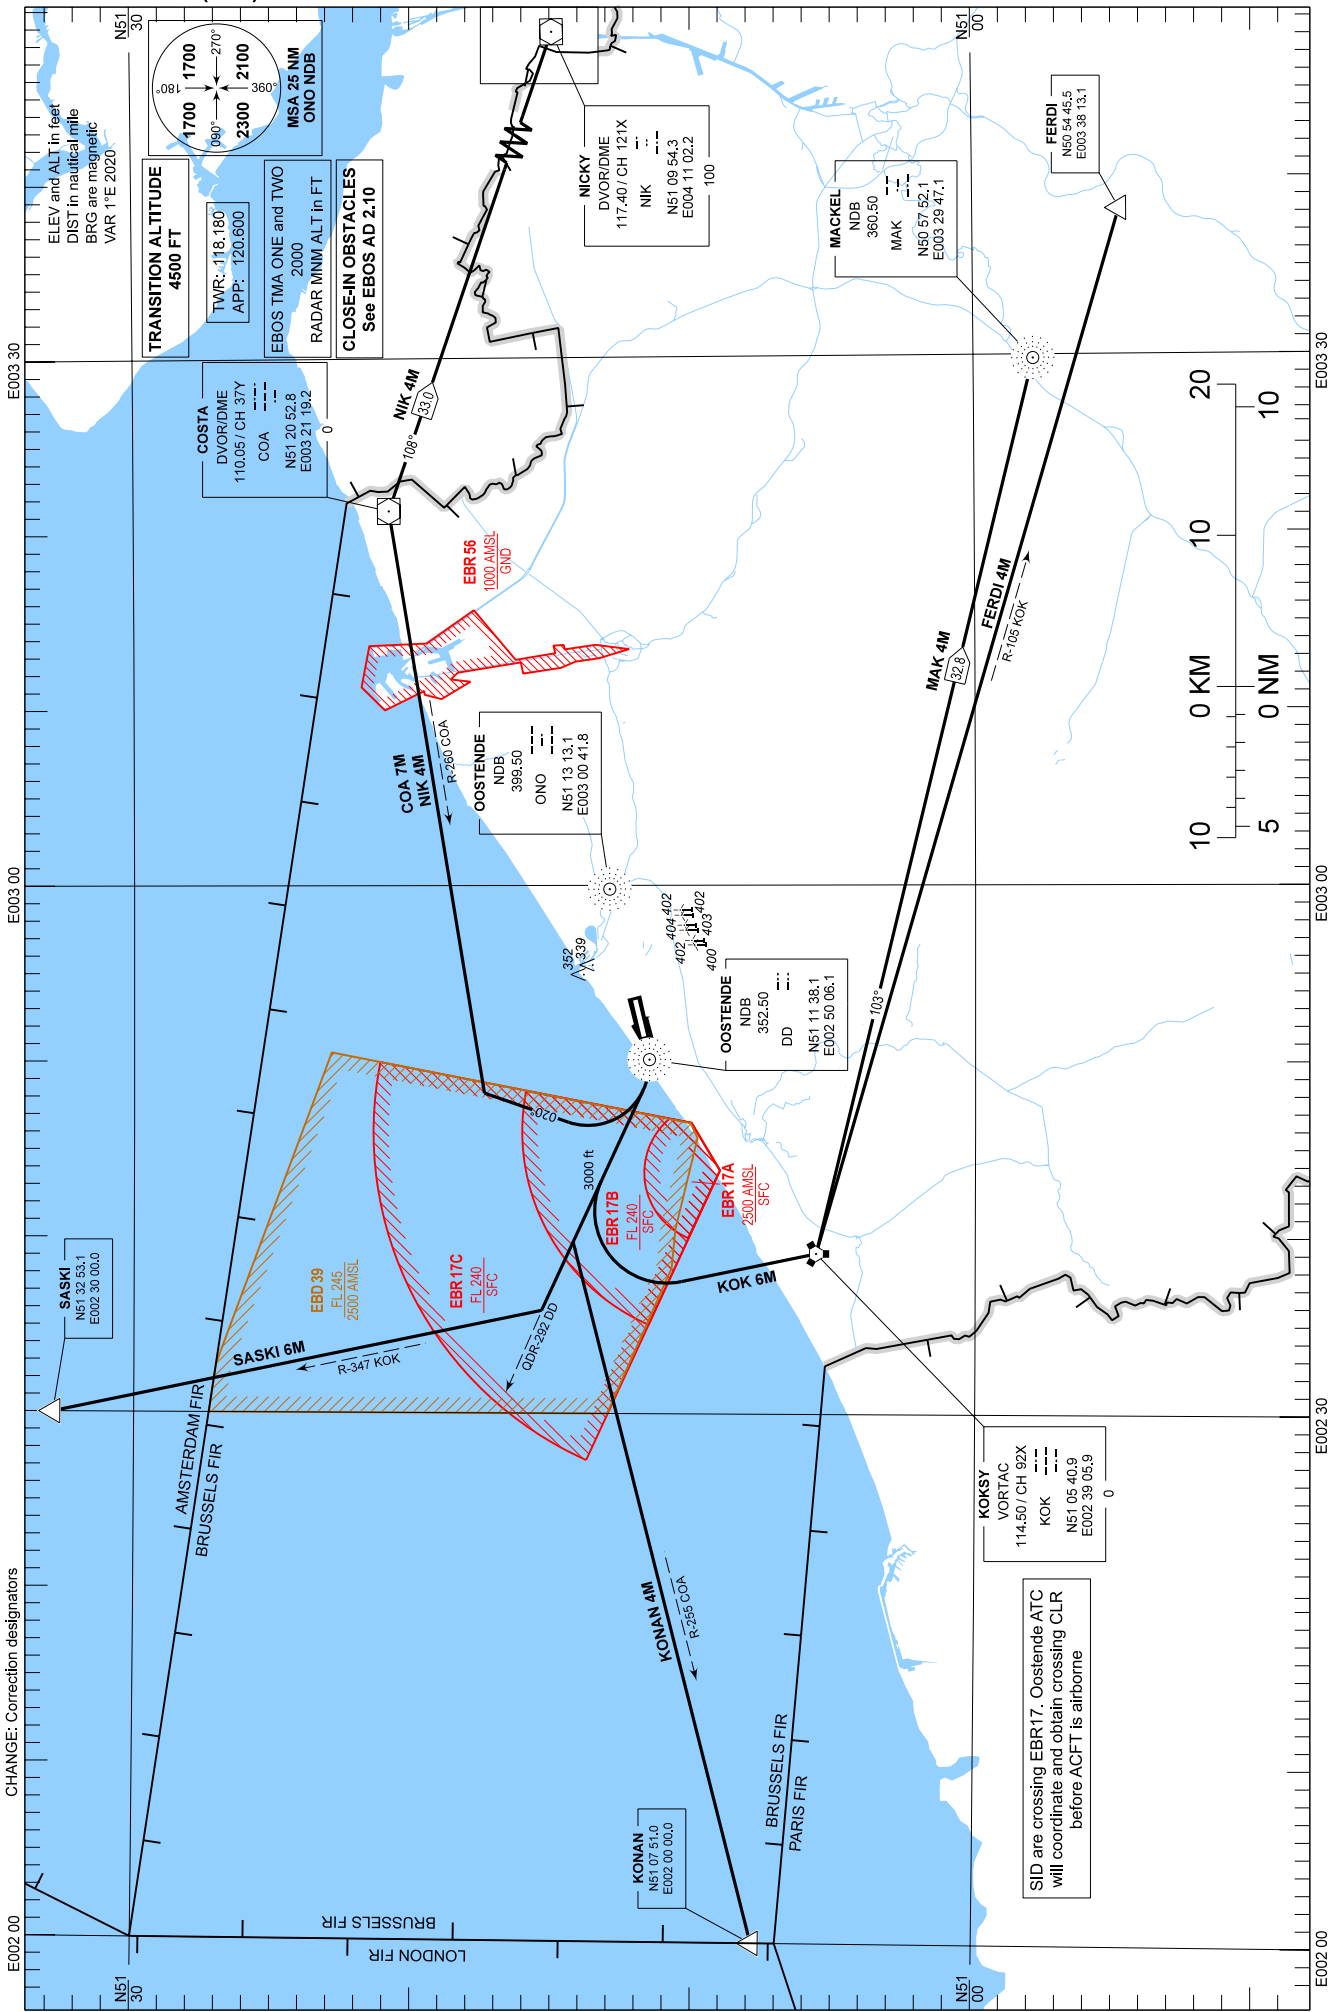 CHANGE: Correction designators
ELEV and ALT in feet
DIST in nautical mile
BRG are magnetic
VAR 1°E 2020
TRANSITION ALTITUDE
4500 FT
TWR: 118.180
APP: 120.600
EBOS TMA ONE and TWO
2000
RADAR MNM ALT in FT
CLOSE-IN OBSTACLES
See EBOS AD 2.10
180°
270°
090°
360°
1700
1700
2300
2100
MSA 25 NM
ONO NDB
E002 00
E003 00
E003 30
N51
30
N51
00
N51
30
N51
00
E002 00
E002 30
E003 00
E003 30
SASKI
N51 32 53.1
E002 30 00.0
COSTA
DVOR/DME
110.05 / CH 37Y
COA
N51 20 52.8
E003 21 19.2
0
NICKY
DVOR/DME
117.40 / CH 121X
NIK
N51 09 54.3
E004 11 02.2
100
MACKEL
NDB
360.50
MAK
N50 57 52.1
E003 29 47.1
FERDI
N50 54 45.5
E003 38 13.1
OOSTENDE
NDB
399.50
ONO
N51 13 13.1
E003 00 41.8
OOSTENDE
NDB
352.50
DD
N51 11 38.1
E002 50 06.1
KOKSY
VORTAC
114.50 / CH 92X
KOK
N51 05 40.9
E002 39 05.9
0
KONAN
N51 07 51.0
E002 00 00.0
AMSTERDAM FIR
BRUSSELS FIR
BRUSSELS FIR
LONDON FIR
BRUSSELS FIR
PARIS FIR
EBD 39
FL 245
2500 AMSL
EBR 17C
FL 240
SFC
EBR 17B
FL 240
SFC
EBR 17A
2500 AMSL
SFC
EBR 56
1000 AMSL
GND
SASKI 6M
R-347 KOK
QDR-292 DD
3000 ft
020°
KOK 6M
KONAN 4M
R-255 COA
COA 7M
NIK 4M
R-260 COA
108°
33.0
NIK 4M
103°
MAK 4M
32.8
FERDI 4M
R-105 KOK
352
339
402
404
402
400
403
402
10
0 KM
10
20
5
0 NM
10
SID are crossing EBR17. Oostende ATC
will coordinate and obtain crossing CLR
before ACFT is airborne